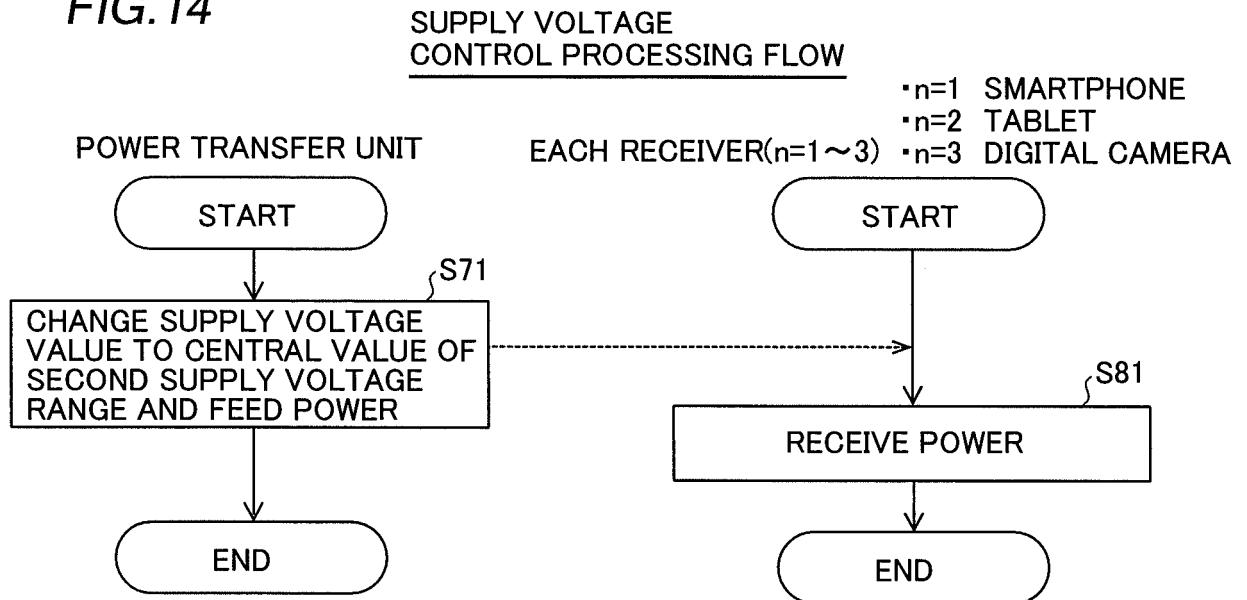 FIG.14
SUPPLY VOLTAGE
CONTROL PROCESSING FLOW
▪n=1 SMARTPHONE
▪n=2 TABLET
POWER TRANSFER UNIT
EACH RECEIVER(n=1～3) ▪n=3 DIGITAL CAMERA
START
START
S71
CHANGE SUPPLY VOLTAGE
VALUE TO CENTRAL VALUE OF
SECOND SUPPLY VOLTAGE
RANGE AND FEED POWER
S81
RECEIVE POWER
END
END